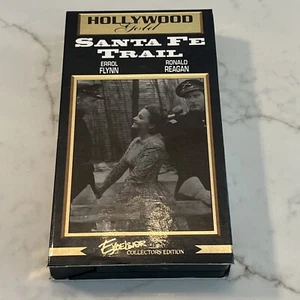 HOLLYWOOD
Gold
SANTA FE
TRAIL
ERROL FLYNN
RONALD REAGAN
Excelsior
COLLECTORS EDITION